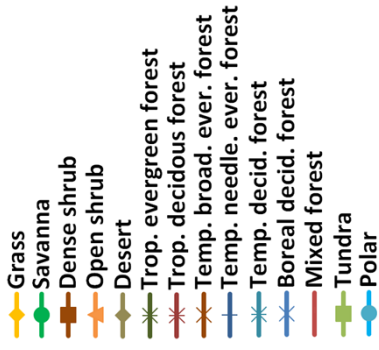 Grass
Savanna
Dense shrub
Open shrub
Desert
Trop. evergreen forest
Trop. decidous forest
Temp. broad. ever. forest
Temp. needle. ever. forest
Temp. decid. forest
Boreal decid. forest
Mixed forest
Tundra
Polar